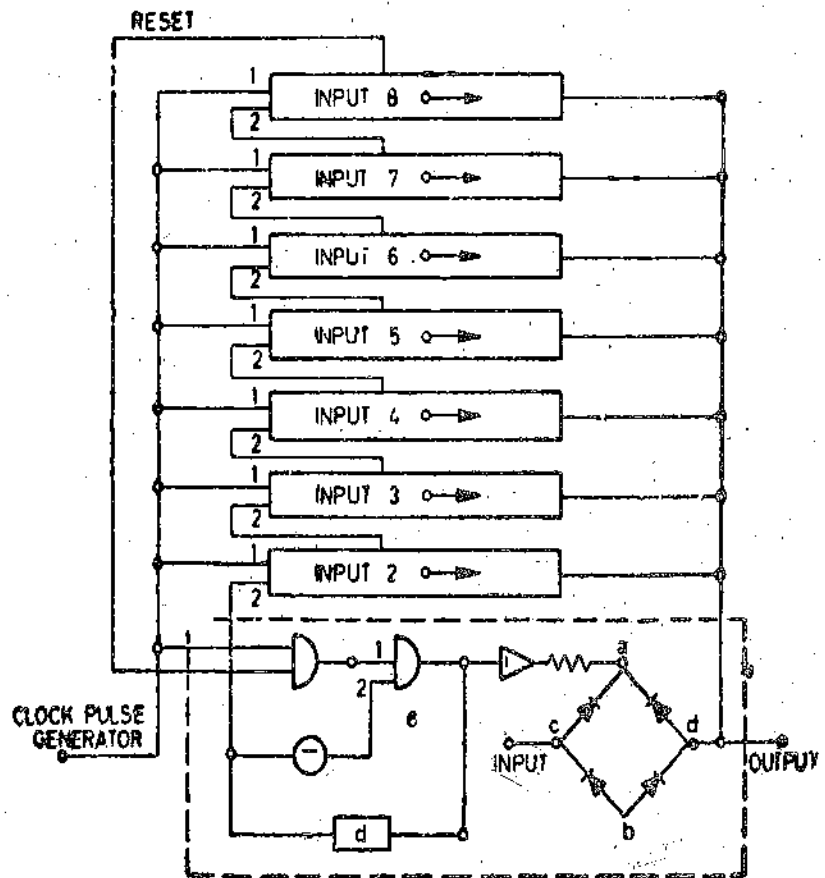 RESET
1
INPUT 8
2
1
INPUT 7
2
1
INPUT 6
2
1
INPUT 5
2
1
INPUT 4
2
1
INPUT 3
2
1
INPUT 2
2
1
2
e
a
CLOCK PULSE
GENERATOR
c
d
INPUT
OUTPUT
d
b